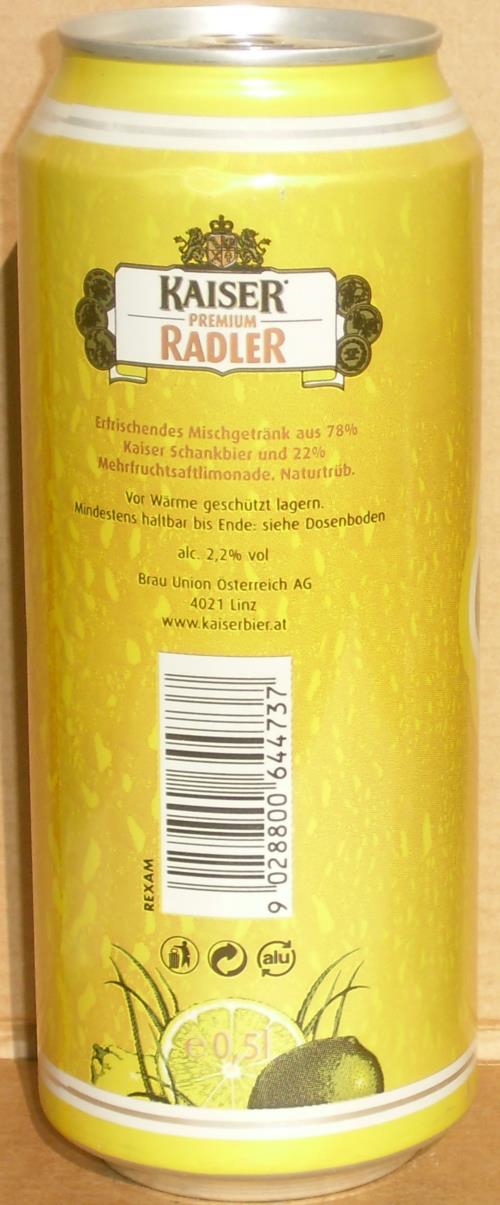 KAISER
PREMIUM
RADLER
Erfrischendes Mischgetränk aus 78%
Kaiser Schankbier und 22%
Mehrfruchtsaftlimonade. Naturtrüb.
Vor Wärme geschützt lagern.
Mindestens haltbar bis Ende: siehe Dosenboden
alc. 2,2% vol
Brau Union Österreich AG
4021 Linz
www.kaiserbier.at
REXAM
9 028800 644737
alu
e 0,5l